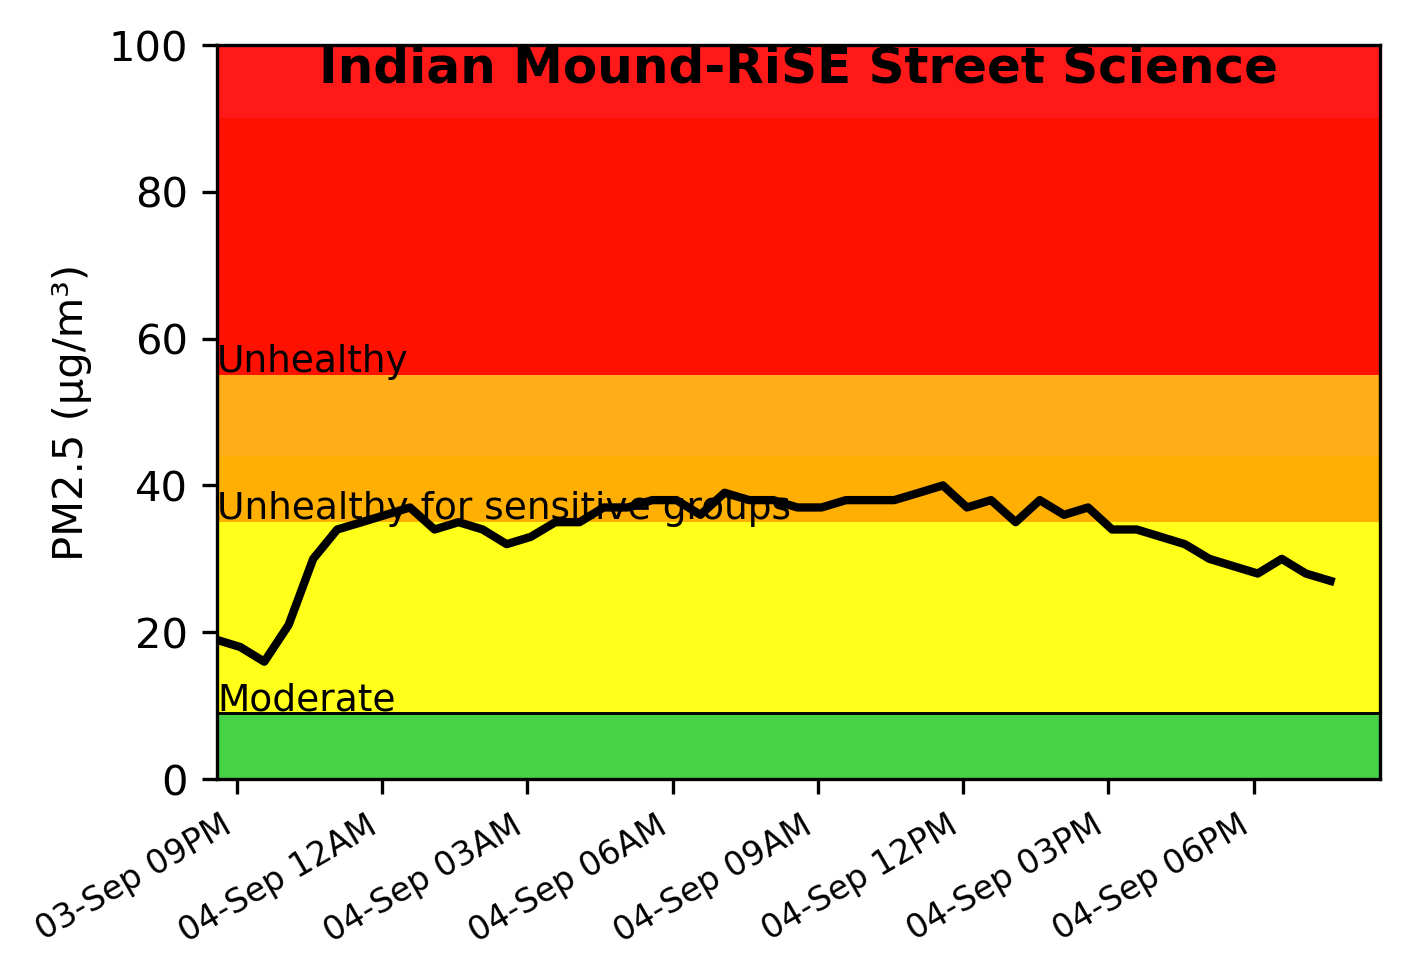 Indian Mound-RiSE Street Science
100
80
60
40
20
0
PM2.5 (µg/m³)
Unhealthy
Unhealthy for sensitive groups
Moderate
03-Sep 09PM
04-Sep 12AM
04-Sep 03AM
04-Sep 06AM
04-Sep 09AM
04-Sep 12PM
04-Sep 03PM
04-Sep 06PM